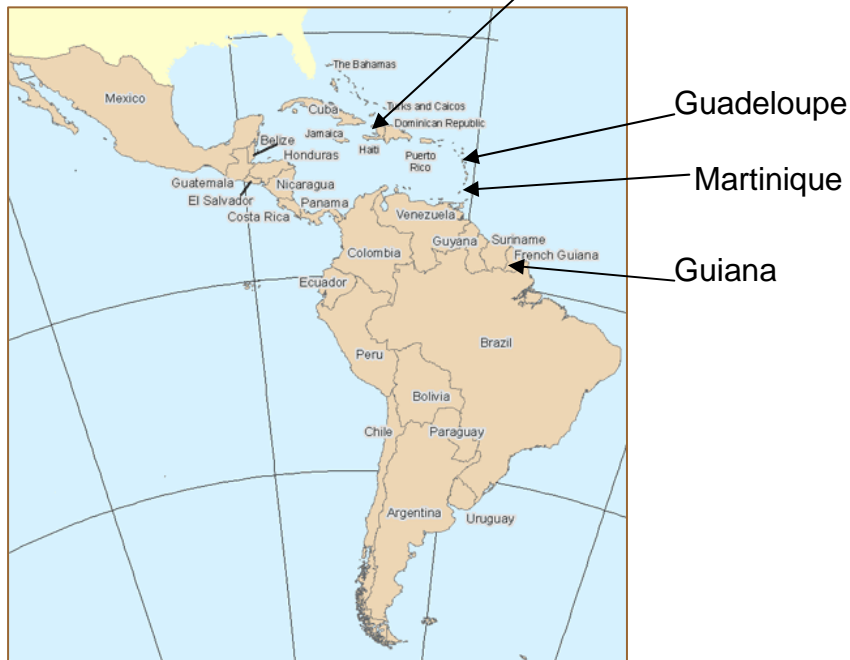 The Bahamas
Mexico
Cuba
Turks and Caicos
Guadeloupe
Dominican Republic
Jamaica
Belize
Haiti
Honduras
Puerto
Rico
Guatemala
Nicaragua
Martinique
El Salvador
Panama
Costa Rica
Venezuela
Suriname
Guyana
French Guiana
Colombia
Guiana
Ecuador
Brazil
Peru
Bolivia
Chile
Paraguay
Argentina
Uruguay